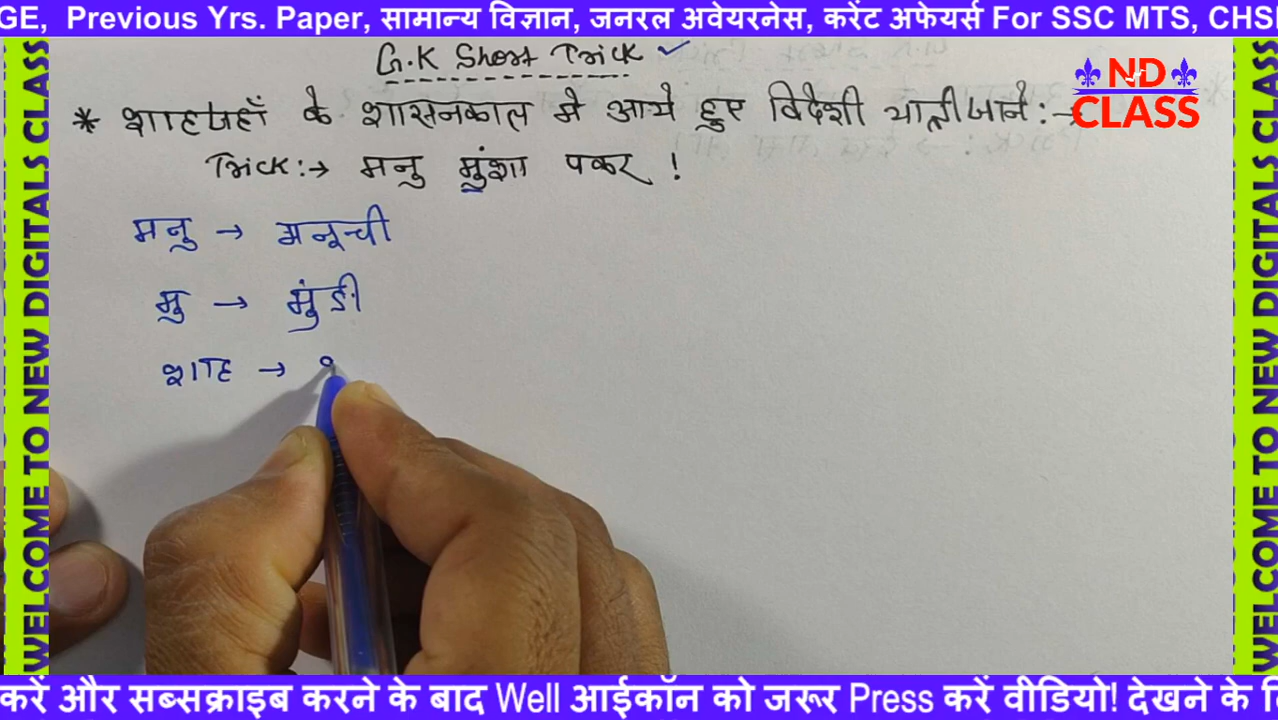 GE, Previous Yrs. Paper, सामान्य विज्ञान, जनरल अवेयरनेस, करेंट अफेयर्स For SSC MTS, CHS
G.K Short Trick ✓
ND
CLASS
* शाहजहाँ के शासनकाल मे आये हुए विदेशी यात्री जाने :→
Trick :→ मनु मुंशा पकर !
मनु → मनूची
मु → मुंडी
शाह →
WELCOME TO NEW DIGITALS CLASS
WELCOME TO NEW DIGITALS CLASS
करें और सब्सक्राइब करने के बाद Well आईकॉन को जरूर Press करें वीडियो! देखने के